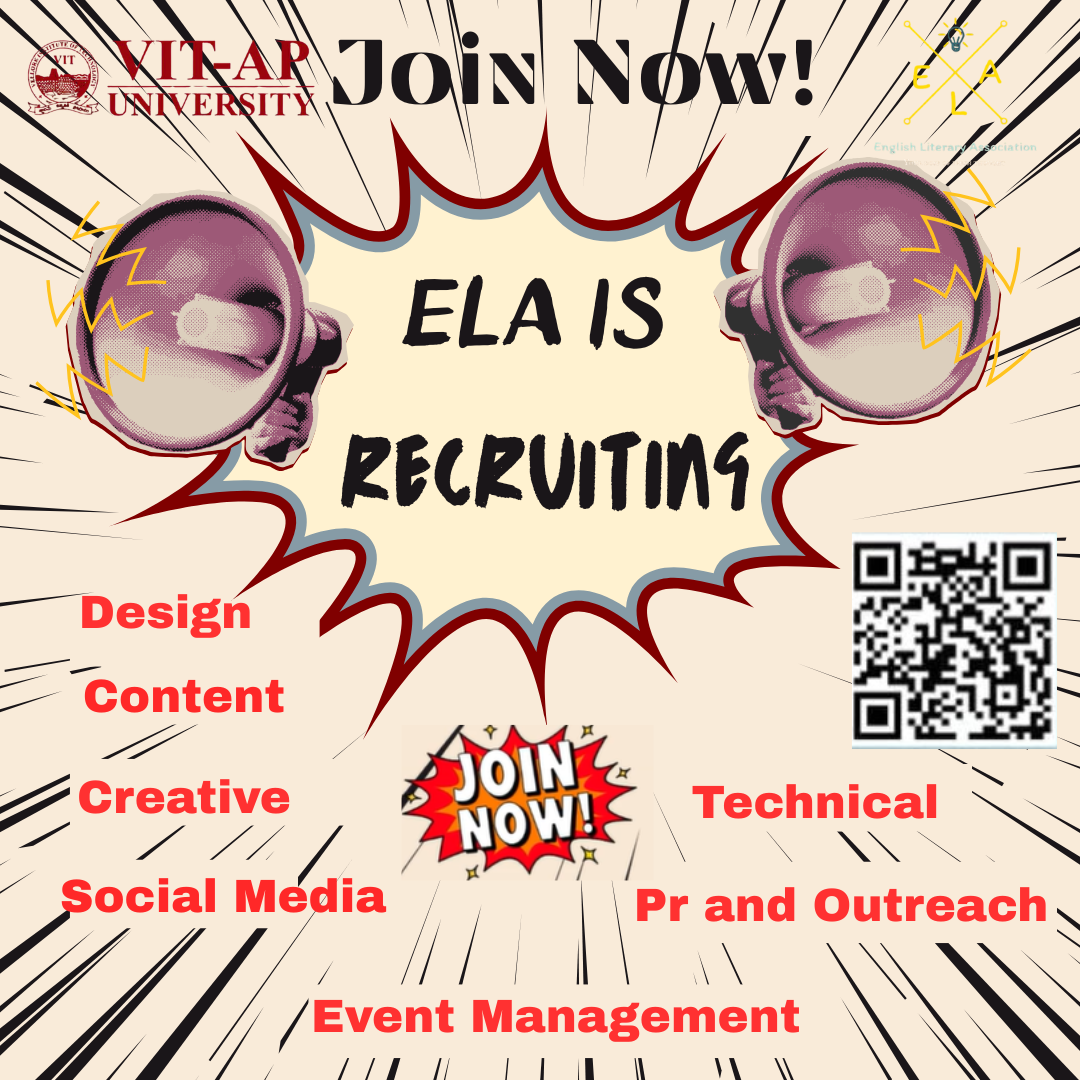 VIT
VIT-AP
UNIVERSITY
Join Now!
E
A
L
English Literary Association
ELA IS
RECRUITING
Design
Content
Creative
Social Media
JOIN
NOW!
Technical
Pr and Outreach
Event Management